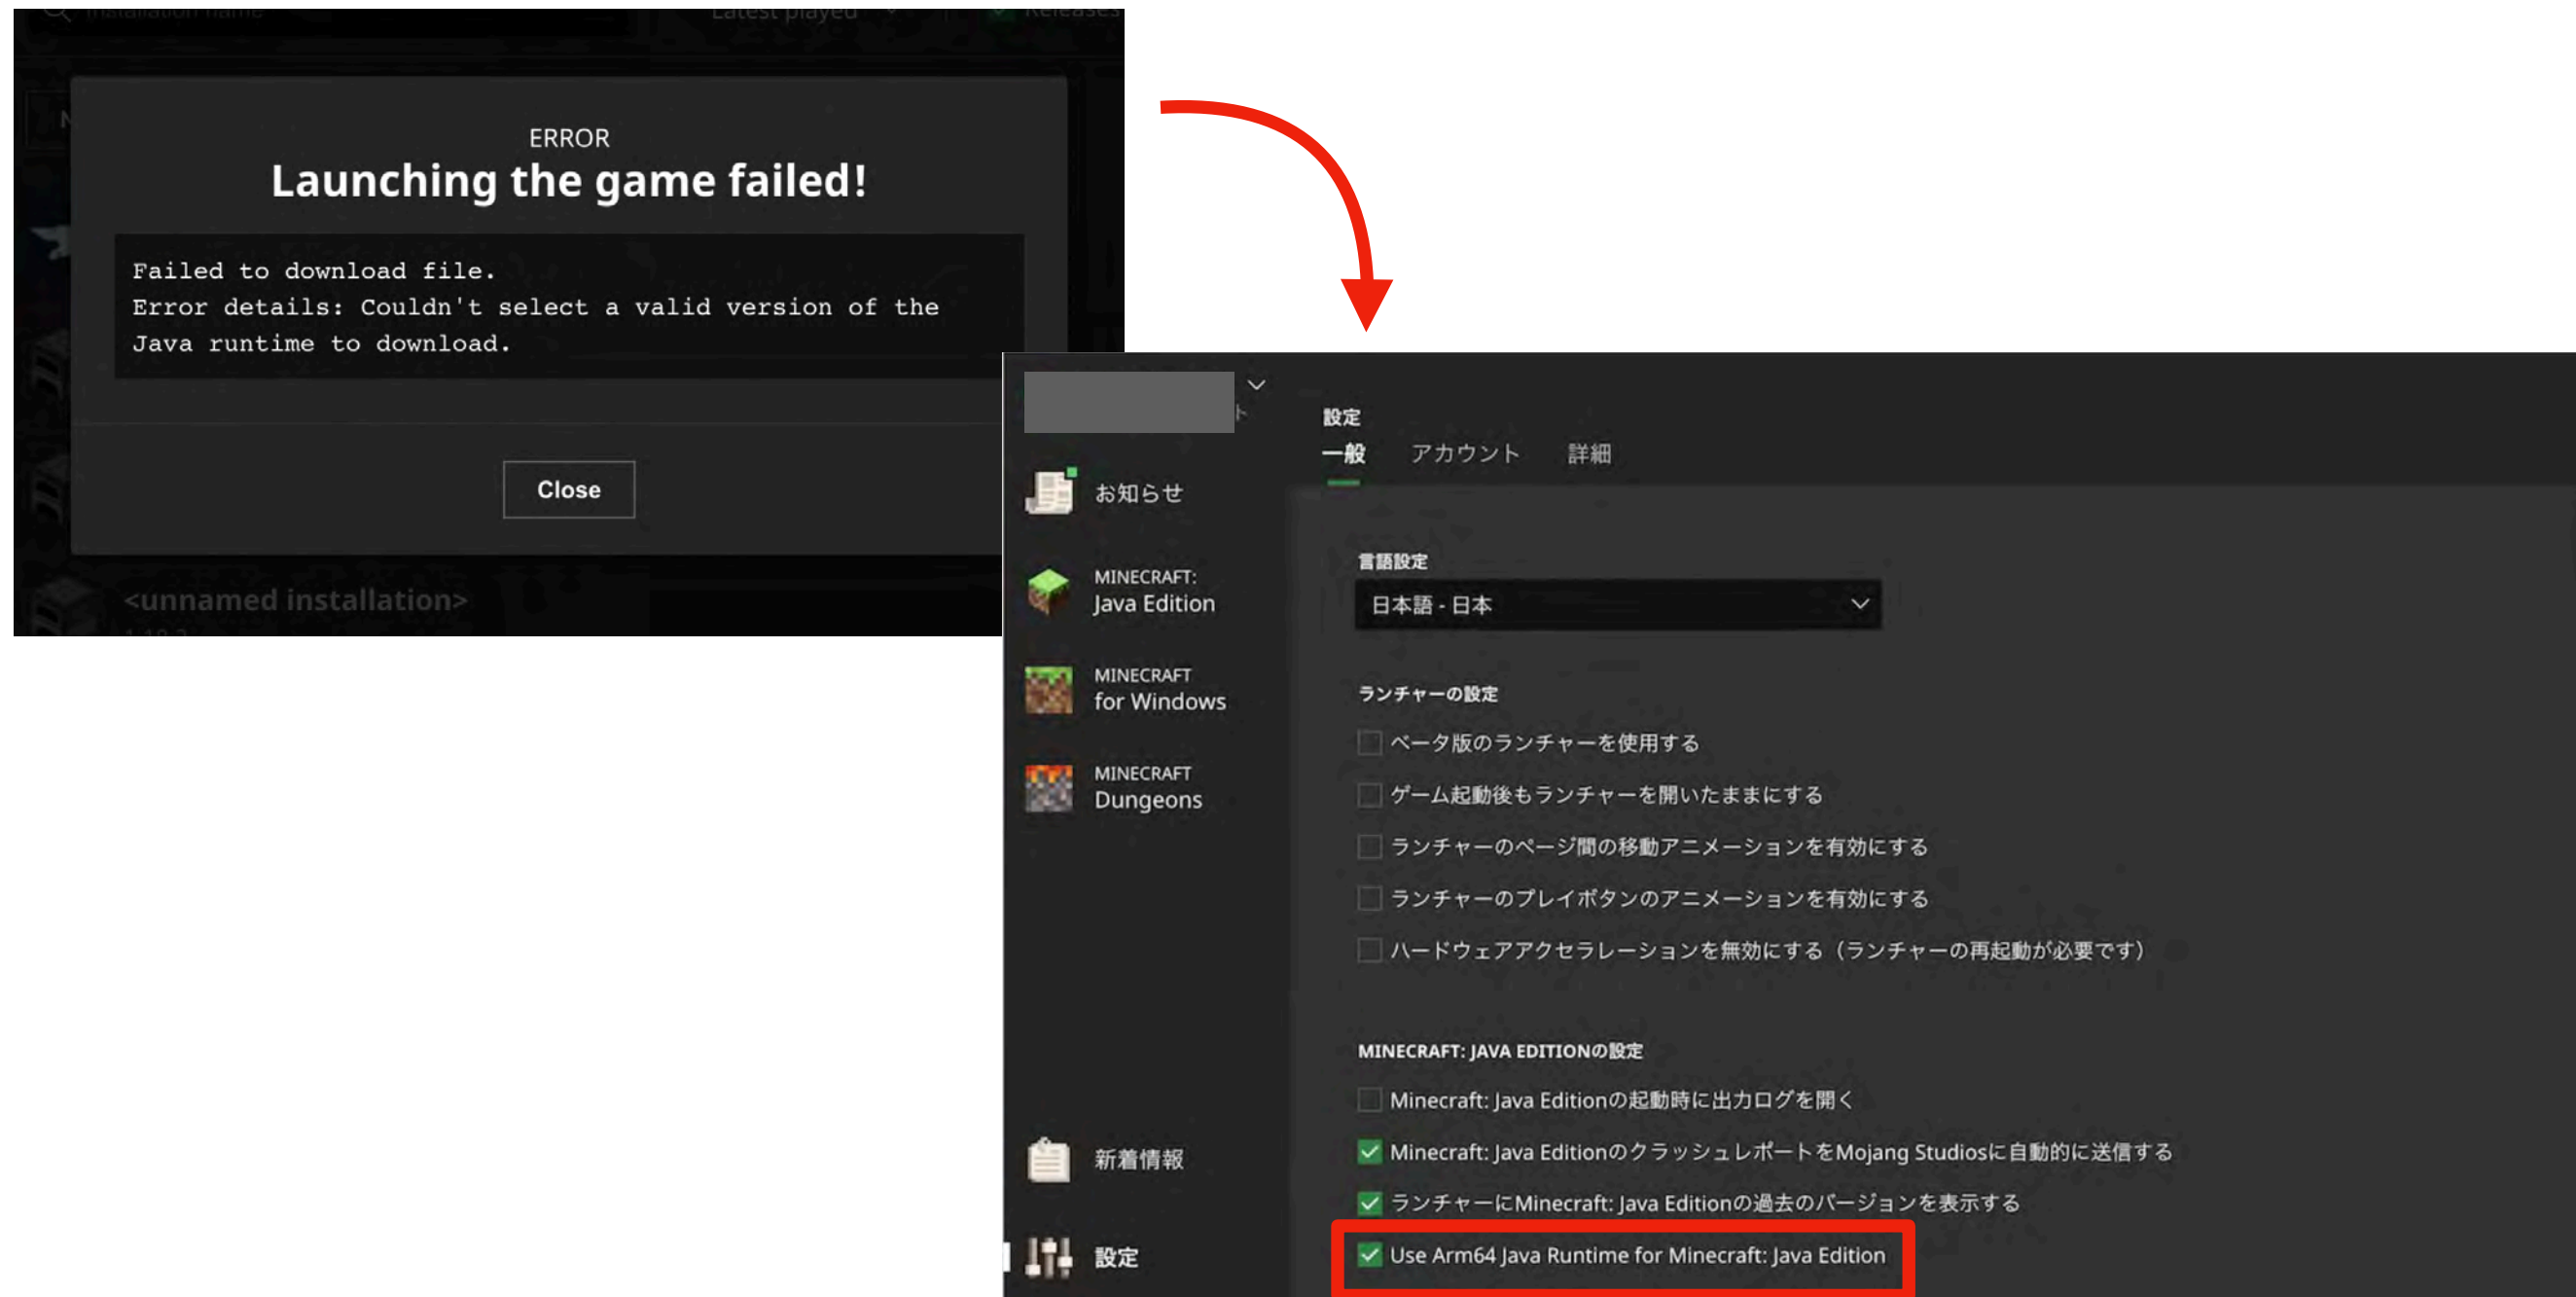 Installation name
Latest played
Releases
ERROR
Launching the game failed!
Failed to download file.
Error details: Couldn't select a valid version of the
Java runtime to download.
Close
<unnamed installation>
設定
一般 アカウント 詳細
お知らせ
MINECRAFT:
Java Edition
MINECRAFT
for Windows
MINECRAFT
Dungeons
新着情報
設定
言語設定
日本語 - 日本
ランチャーの設定
ベータ版のランチャーを使用する
ゲーム起動後もランチャーを開いたままにする
ランチャーのページ間の移動アニメーションを有効にする
ランチャーのプレイボタンのアニメーションを有効にする
ハードウェアアクセラレーションを無効にする（ランチャーの再起動が必要です）
MINECRAFT: JAVA EDITIONの設定
Minecraft: Java Editionの起動時に出力ログを開く
Minecraft: Java EditionのクラッシュレポートをMojang Studiosに自動的に送信する
ランチャーにMinecraft: Java Editionの過去のバージョンを表示する
Use Arm64 Java Runtime for Minecraft: Java Edition